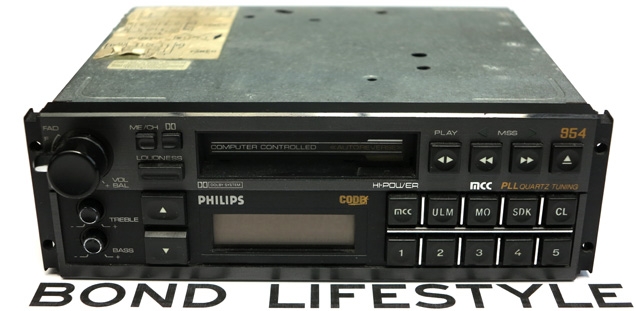 FAD
ME/CH
PLAY MSS 954
COMPUTER CONTROLLED AUTOREVERSE
LOUDNESS
VOL
BAL
DOLBY SYSTEM
HI-POWER mcc PLL QUARTZ TUNING
PHILIPS CODE
TREBLE
mcc ULM MO SDK CL
BASS
1 2 3 4 5
BOND LIFESTYLE